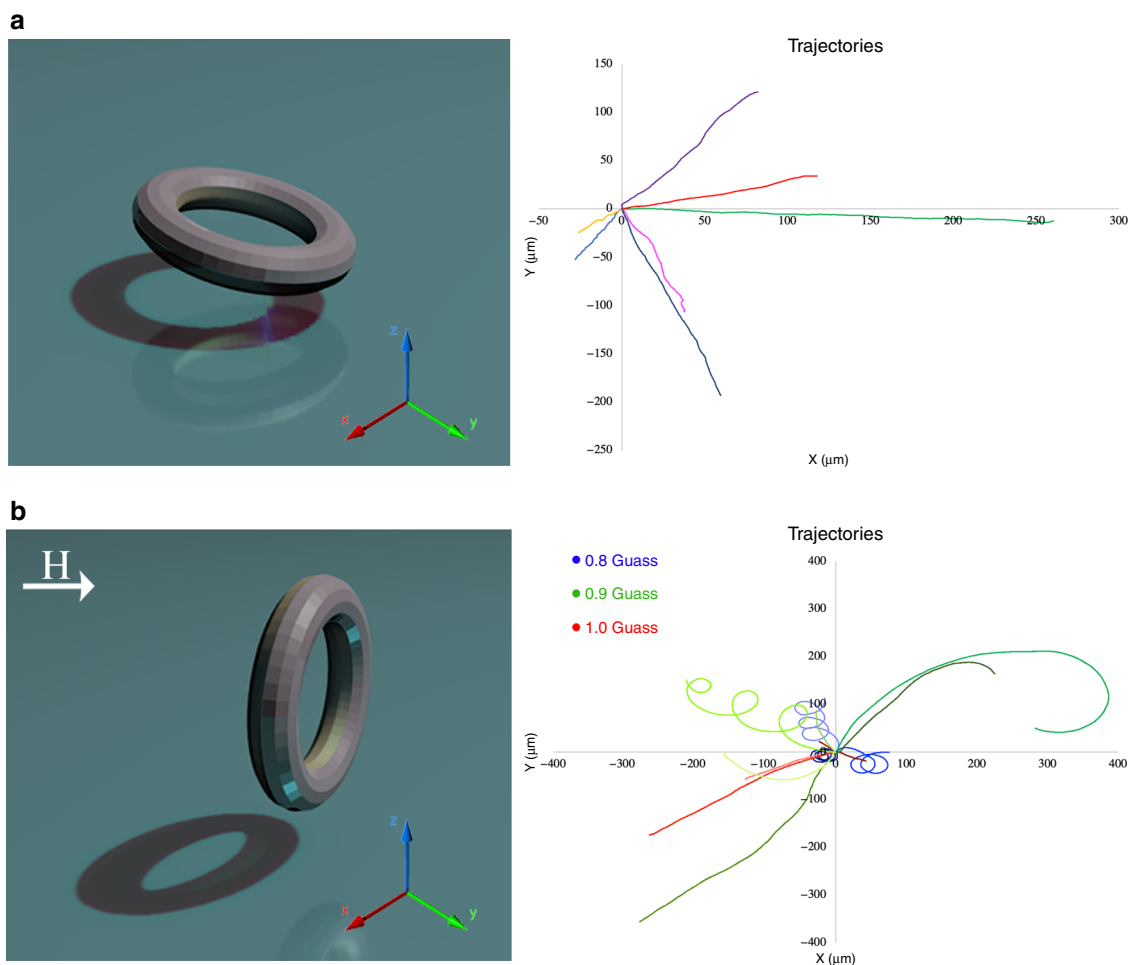 a
Trajectories
150
100
50
0
−50
−100
−150
−200
−250
-50 0 50 100 150 200 250 300
Y (μm)
X (μm)
z
x
y
b
H
Trajectories
0.8 Guass
0.9 Guass
1.0 Guass
400
300
200
100
0
−100
−200
−300
−400
−400 −300 −200 −100 0 100 200 300 400
Y (μm)
X (μm)
z
x
y